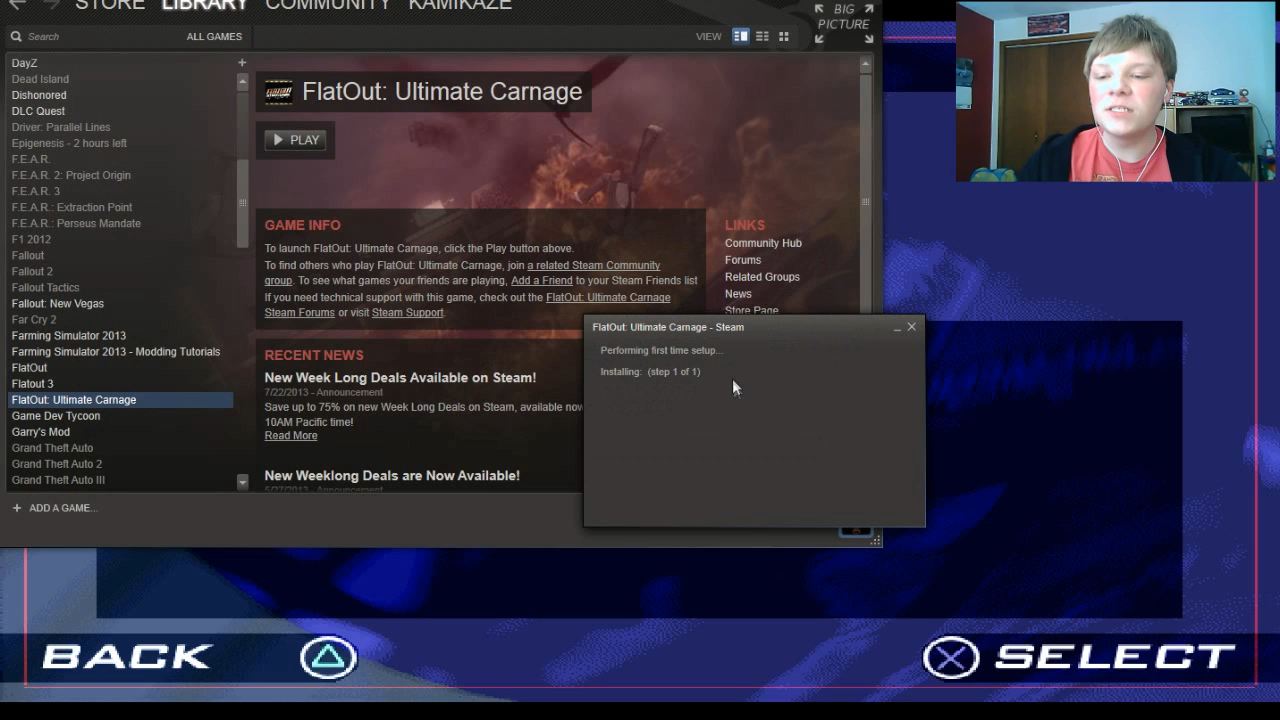 STORE LIBRARY COMMUNITY KAMIKAZE
BIG PICTURE
Search ALL GAMES
VIEW
DayZ +
Dead Island
Dishonored
DLC Quest
Driver: Parallel Lines
Epigenesis - 2 hours left
F.E.A.R.
F.E.A.R. 2: Project Origin
F.E.A.R. 3
F.E.A.R.: Extraction Point
F.E.A.R.: Perseus Mandate
F1 2012
Fallout
Fallout 2
Fallout Tactics
Fallout: New Vegas
Far Cry 2
Farming Simulator 2013
Farming Simulator 2013 - Modding Tutorials
FlatOut
Flatout 3
FlatOut: Ultimate Carnage
Game Dev Tycoon
Garry's Mod
Grand Theft Auto
Grand Theft Auto 2
Grand Theft Auto III
+ ADD A GAME...
FlatOut: Ultimate Carnage
PLAY
GAME INFO
To launch FlatOut: Ultimate Carnage, click the Play button above.
To find others who play FlatOut: Ultimate Carnage, join a related Steam Community
group. To see what games your friends are playing, Add a Friend to your Steam Friends list
If you need technical support with this game, check out the FlatOut: Ultimate Carnage
Steam Forums or visit Steam Support.
LINKS
Community Hub
Forums
Related Groups
News
Store Page
RECENT NEWS
New Week Long Deals Available on Steam!
7/22/2013 - Announcement
Save up to 75% on new Week Long Deals on Steam, available now
10AM Pacific time!
Read More
New Weeklong Deals are Now Available!
FlatOut: Ultimate Carnage - Steam
Performing first time setup...
Installing: (step 1 of 1)
BACK
SELECT